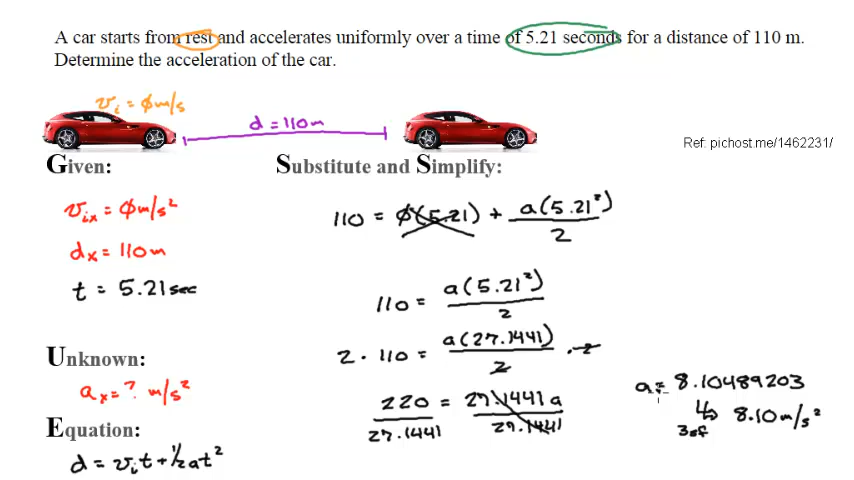 A car starts from rest and accelerates uniformly over a time of 5.21 seconds for a distance of 110 m.
Determine the acceleration of the car.
vᵢ = 0 m/s
d = 110 m
Ref: pichost.me/1462231/
Given:
vᵢₓ = 0 m/s²
dₓ = 110 m
t = 5.21 sec
Unknown:
aₓ = ? m/s²
Equation:
d = vᵢt + ½at²
Substitute and Simplify:
110 = 0(5.21) + a(5.21²)/2
110 = a(5.21²)/2
2 · 110 = a(27.1441)/2 · 2
220/27.1441 = 27.1441a/27.1441
a = 8.10489203
↳ 8.10 m/s²
3sf